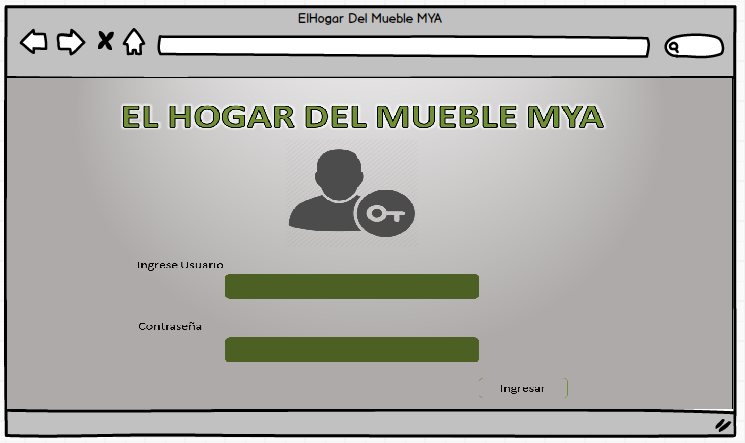 ElHogar Del Mueble MYA
EL HOGAR DEL MUEBLE MYA
Ingrese Usuario
Contraseña
Ingresar